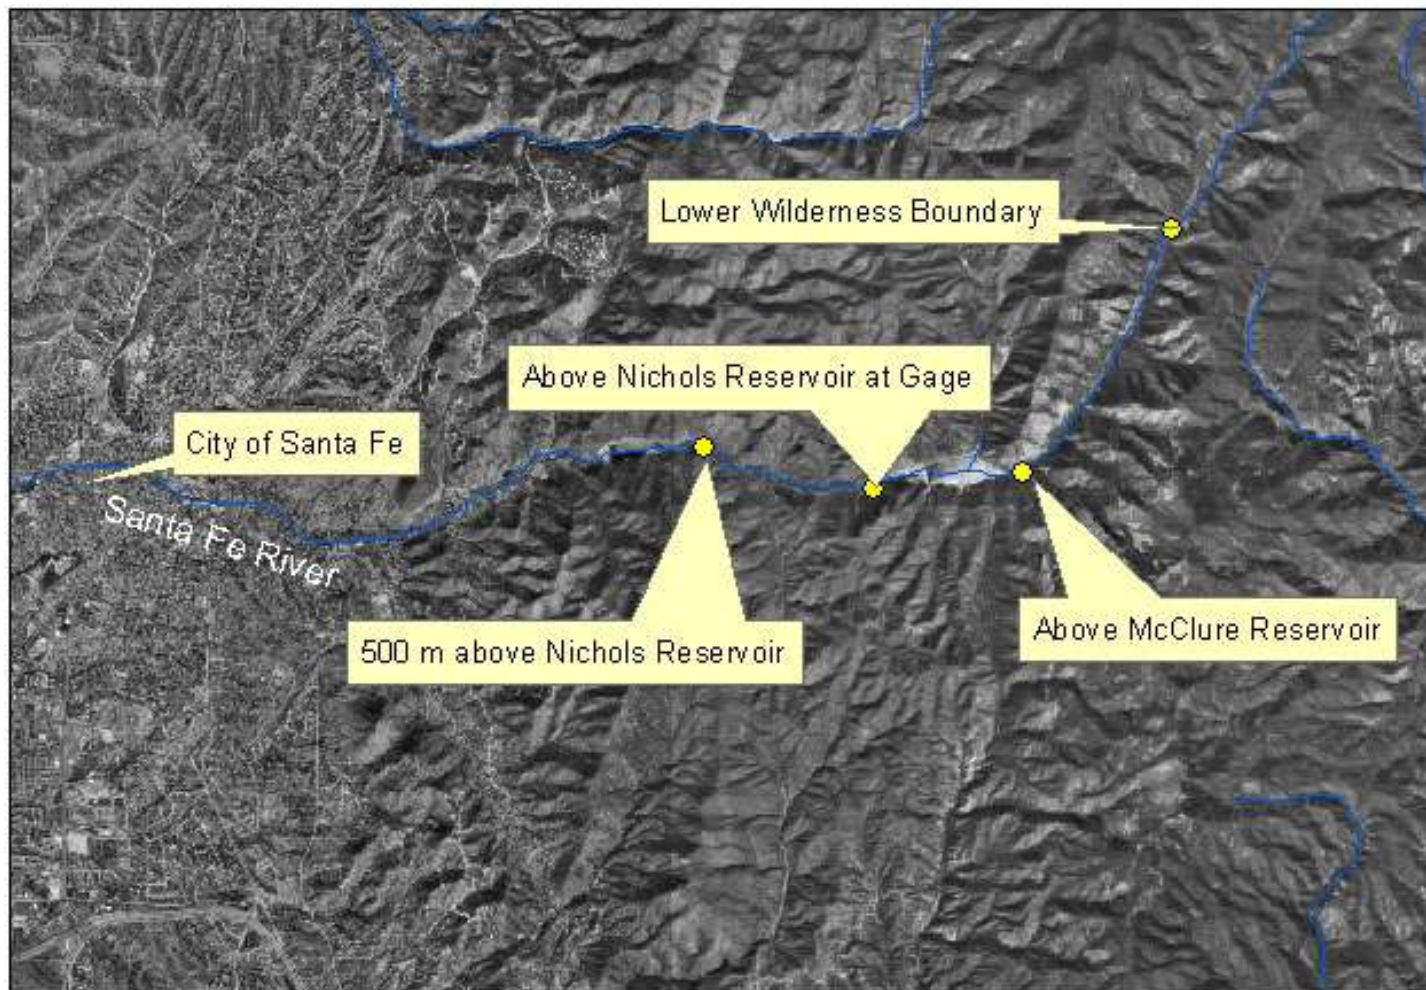 Lower Wilderness Boundary
Above Nichols Reservoir at Gage
City of Santa Fe
Santa Fe River
500 m above Nichols Reservoir
Above McClure Reservoir